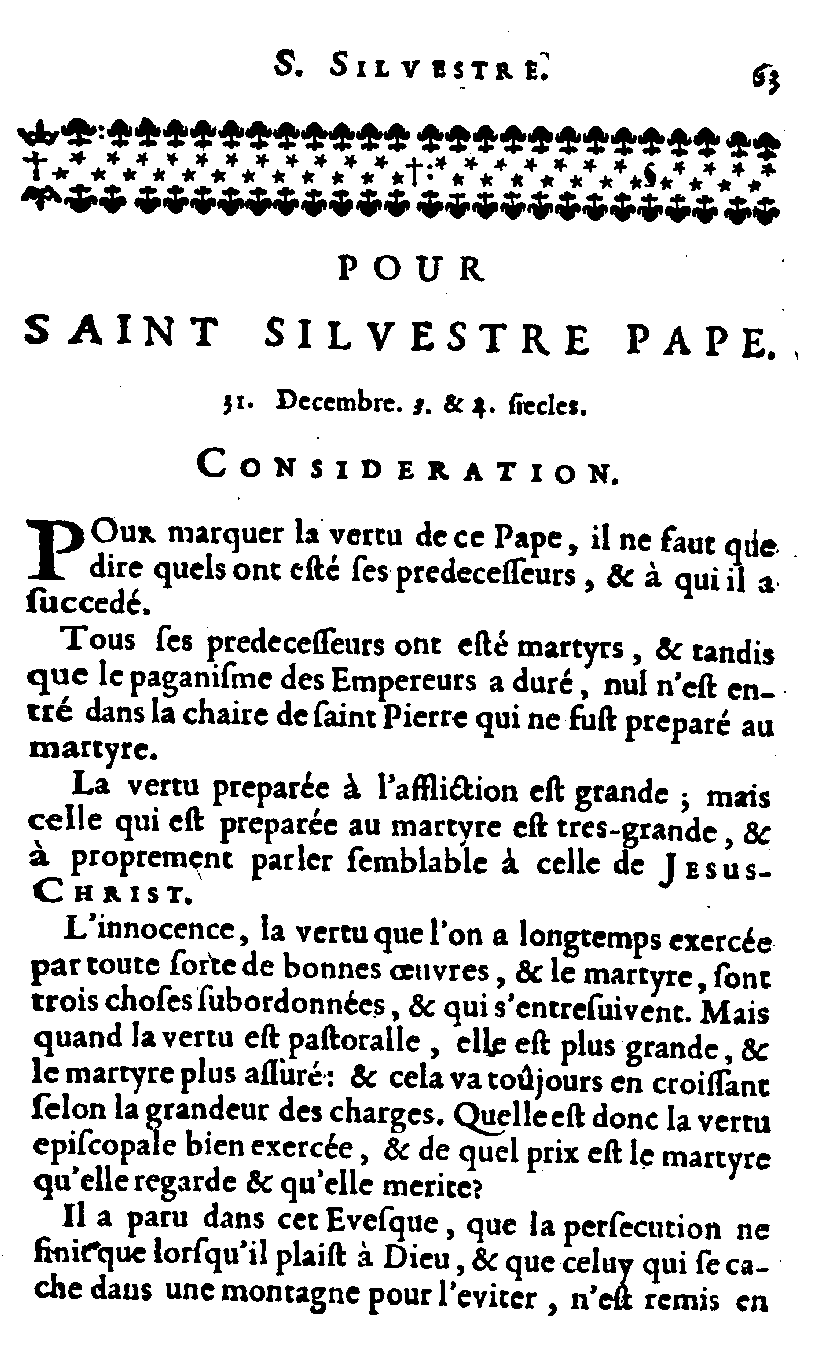 S. SILVESTRE. 63
POUR
SAINT SILVESTRE PAPE.
31. Decembre. 3. & 4. siecles.
CONSIDERATION.
POUR marquer la vertu de ce Pape, il ne faut que
dire quels ont esté ses predecesseurs, & à qui il a
succedé.
Tous ses predecesseurs ont esté martyrs, & tandis
que le paganisme des Empereurs a duré, nul n'est en-
tré dans la chaire de saint Pierre qui ne fust preparé au
martyre.
La vertu preparée à l'affliction est grande ; mais
celle qui est preparée au martyre est tres-grande, &
à proprement parler semblable à celle de JESUS-
CHRIST.
L'innocence, la vertu que l'on a longtemps exercée
par toute sorte de bonnes œuvres, & le martyre, sont
trois choses subordonnées, & qui s'entresuivent. Mais
quand la vertu est pastoralle, elle est plus grande, &
le martyre plus assuré: & cela va toûjours en croissant
selon la grandeur des charges. Quelle est donc la vertu
episcopale bien exercée, & de quel prix est le martyre
qu'elle regarde & qu'elle merite?
Il a paru dans cet Evesque, que la persecution ne
finit que lorsqu'il plaist à Dieu, & que celuy qui se ca-
che dans une montagne pour l'eviter, n'est remis en